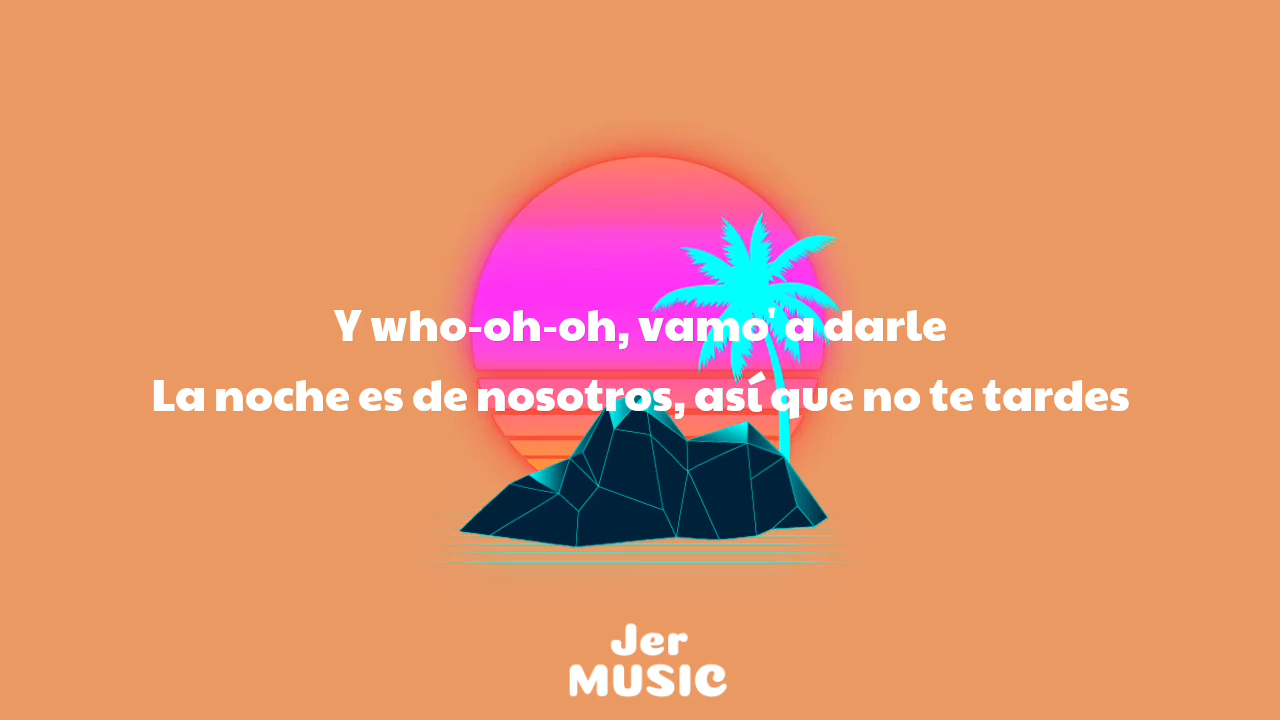 Y who-oh-oh, vamo' a darle
La noche es de nosotros, así que no te tardes
Jer
MUSIC